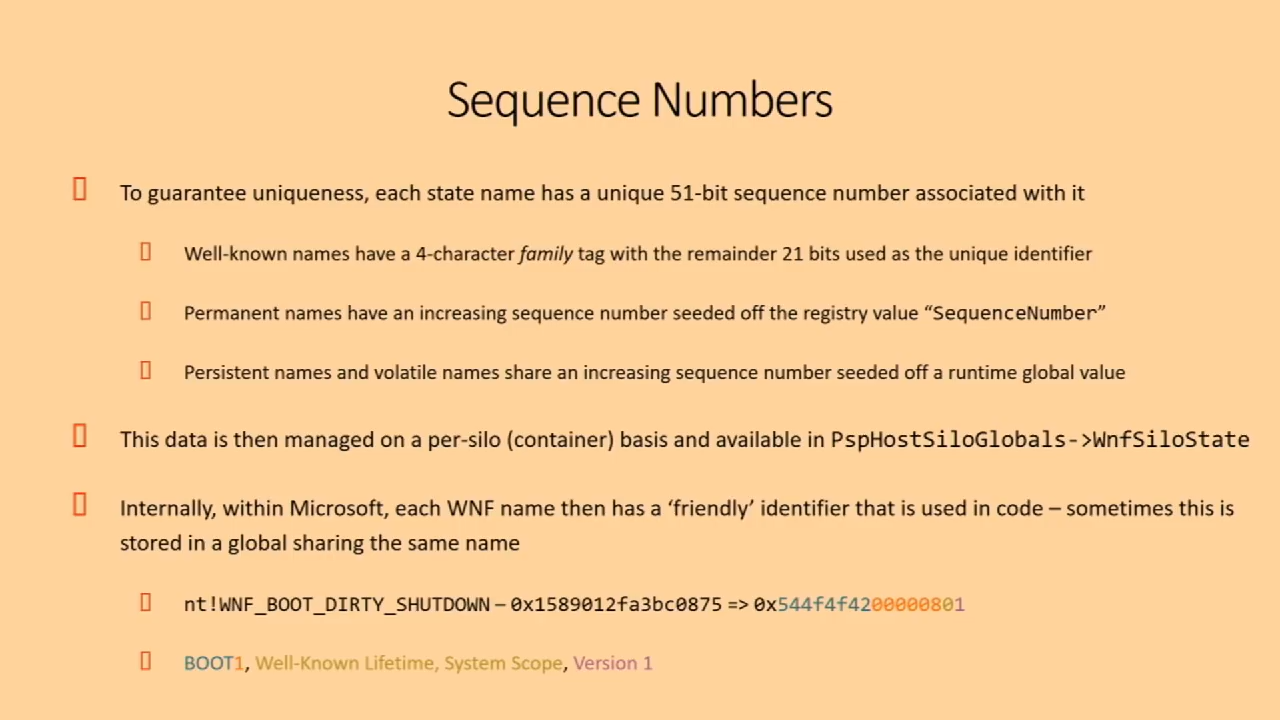 Sequence Numbers
To guarantee uniqueness, each state name has a unique 51-bit sequence number associated with it
Well-known names have a 4-character family tag with the remainder 21 bits used as the unique identifier
Permanent names have an increasing sequence number seeded off the registry value “SequenceNumber”
Persistent names and volatile names share an increasing sequence number seeded off a runtime global value
This data is then managed on a per-silo (container) basis and available in PspHostSiloGlobals->WnfSiloState
Internally, within Microsoft, each WNF name then has a ‘friendly’ identifier that is used in code – sometimes this is
stored in a global sharing the same name
nt!WNF_BOOT_DIRTY_SHUTDOWN – 0x1589012fa3bc0875 => 0x544f4f4200000801
BOOT1, Well-Known Lifetime, System Scope, Version 1